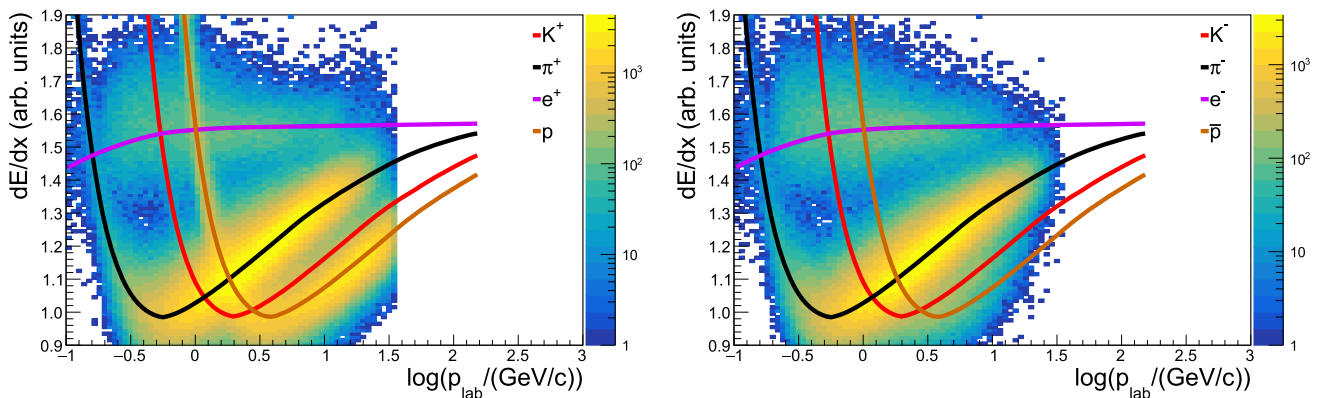 dE/dx (arb. units)
1.9
1.8
1.7
1.6
1.5
1.4
1.3
1.2
1.1
1.0
0.9
K⁺
π⁺
e⁺
p
10³
10²
10
1
−1 −0.5 0 0.5 1 1.5 2 2.5 3
log(p_lab/(GeV/c))
dE/dx (arb. units)
1.9
1.8
1.7
1.6
1.5
1.4
1.3
1.2
1.1
1.0
0.9
K⁻
π⁻
e⁻
p̅
10³
10²
10
1
−1 −0.5 0 0.5 1 1.5 2 2.5 3
log(p_lab/(GeV/c))